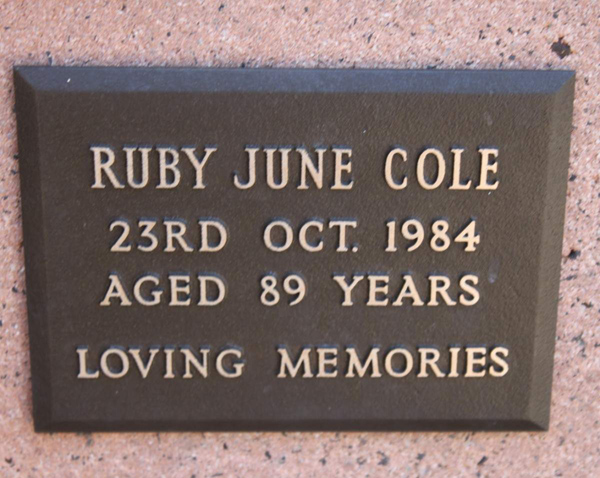 RUBY JUNE COLE
23RD OCT. 1984
AGED 89 YEARS
LOVING MEMORIES